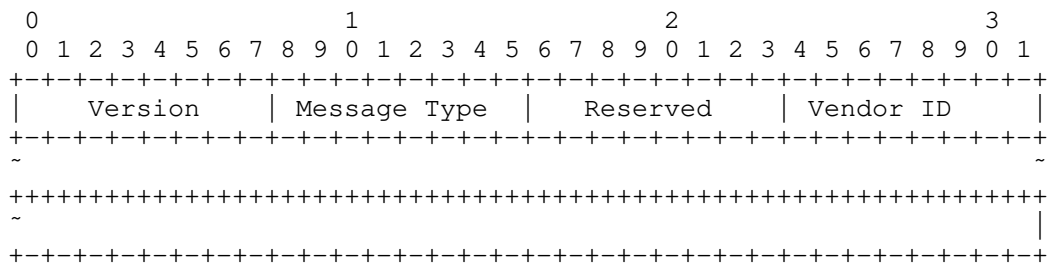 0                   1                   2                   3
0 1 2 3 4 5 6 7 8 9 0 1 2 3 4 5 6 7 8 9 0 1 2 3 4 5 6 7 8 9 0 1
+-+-+-+-+-+-+-+-+-+-+-+-+-+-+-+-+-+-+-+-+-+-+-+-+-+-+-+-+-+-+-+-+
|    Version    | Message Type  |   Reserved    | Vendor ID     |
+-+-+-+-+-+-+-+-+-+-+-+-+-+-+-+-+-+-+-+-+-+-+-+-+-+-+-+-+-+-+-+-+
~                                                               ~
+++++++++++++++++++++++++++++++++++++++++++++++++++++++++++++++++
~                                                               |
+-+-+-+-+-+-+-+-+-+-+-+-+-+-+-+-+-+-+-+-+-+-+-+-+-+-+-+-+-+-+-+-+